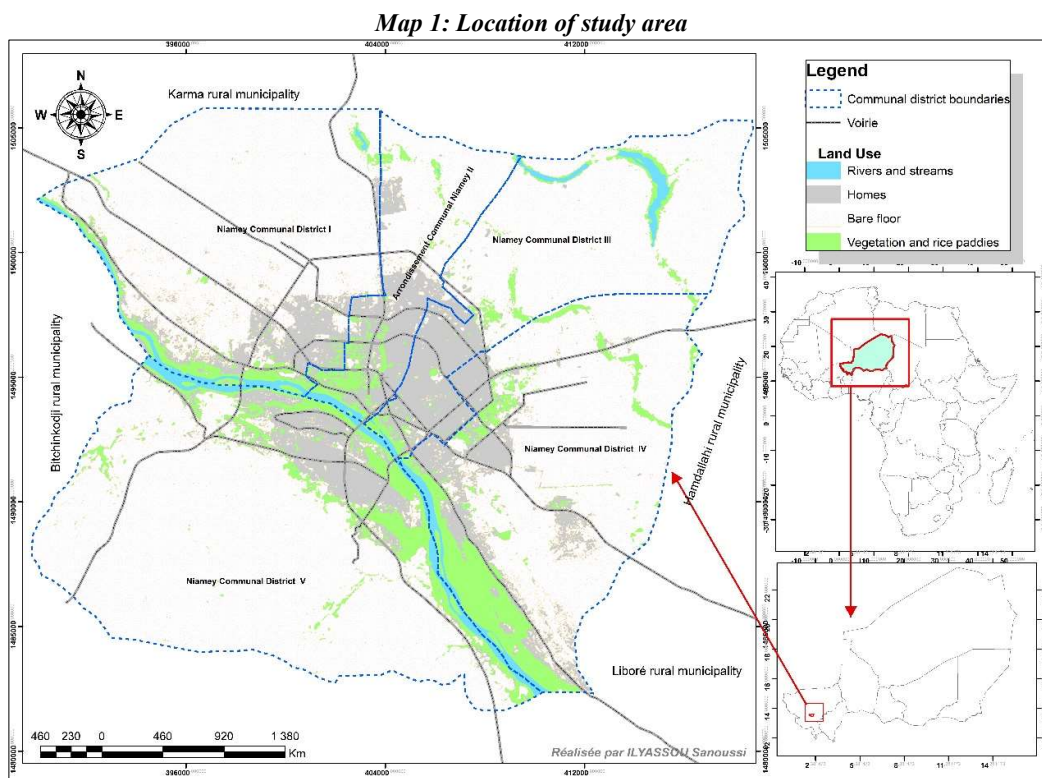 Map 1: Location of study area
396000
404000
412000
Karma rural municipality
N
W
E
S
Niamey Communal District I
Arrondissement Communal Niamey II
Niamey Communal District III
Bitchinkodji rural municipality
Hamdallahi rural municipality
Niamey Communal District IV
Niamey Communal District V
Liboré rural municipality
460 230 0 460 920 1 380
Km
Réalisée par ILYASSOU Sanoussi
396000
404000
412000
1490000
1485000
1480000
Legend
Communal district boundaries
Voirie
Land Use
Rivers and streams
Homes
Bare floor
Vegetation and rice paddies